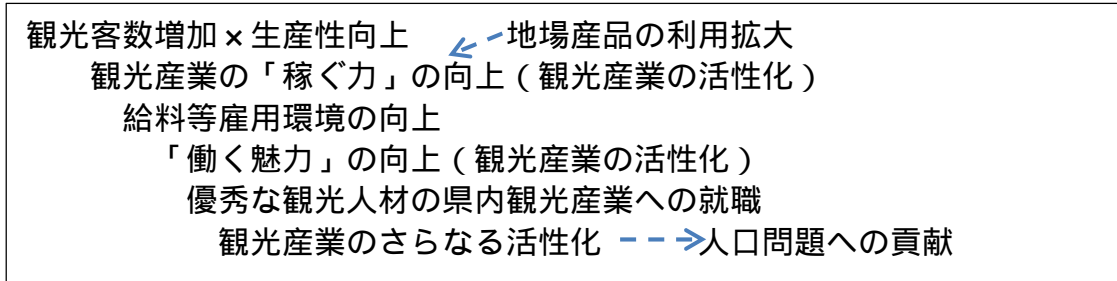 観光客数増加×生産性向上 地場産品の利用拡大
観光産業の「稼ぐ力」の向上(観光産業の活性化)
給料等雇用環境の向上
「働く魅力」の向上(観光産業の活性化)
優秀な観光人材の県内観光産業への就職
観光産業のさらなる活性化 人口問題への貢献